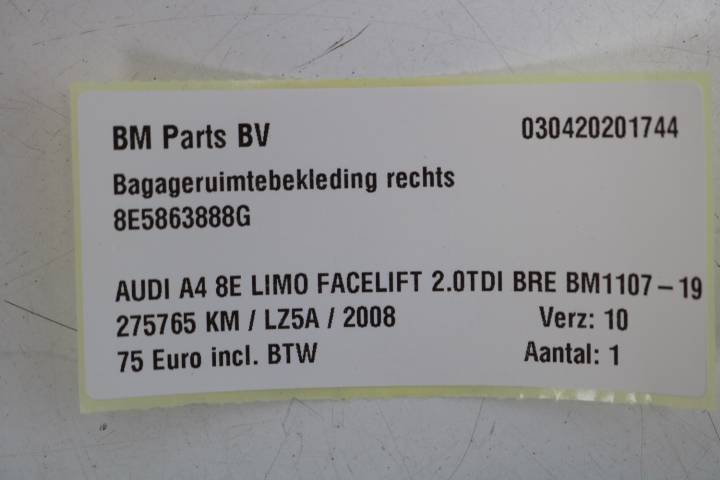 BM Parts BV 030420201744
Bagageruimtebekleding rechts
8E5863888G
AUDI A4 8E LIMO FACELIFT 2.0TDI BRE BM1107-19
275765 KM / LZ5A / 2008 Verz: 10
75 Euro incl. BTW Aantal: 1